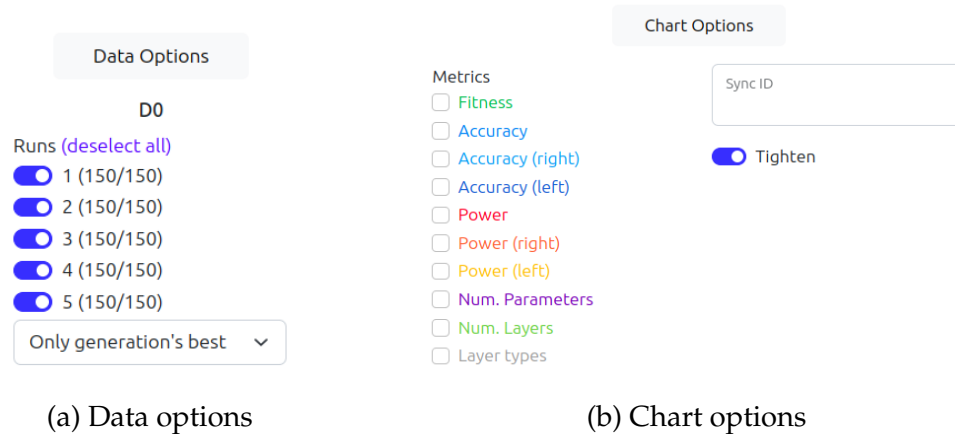 Data Options
D0
Runs (deselect all)
1 (150/150)
2 (150/150)
3 (150/150)
4 (150/150)
5 (150/150)
Only generation's best
(a) Data options
Chart Options
Metrics
Fitness
Accuracy
Accuracy (right)
Accuracy (left)
Power
Power (right)
Power (left)
Num. Parameters
Num. Layers
Layer types
Sync ID
Tighten
(b) Chart options